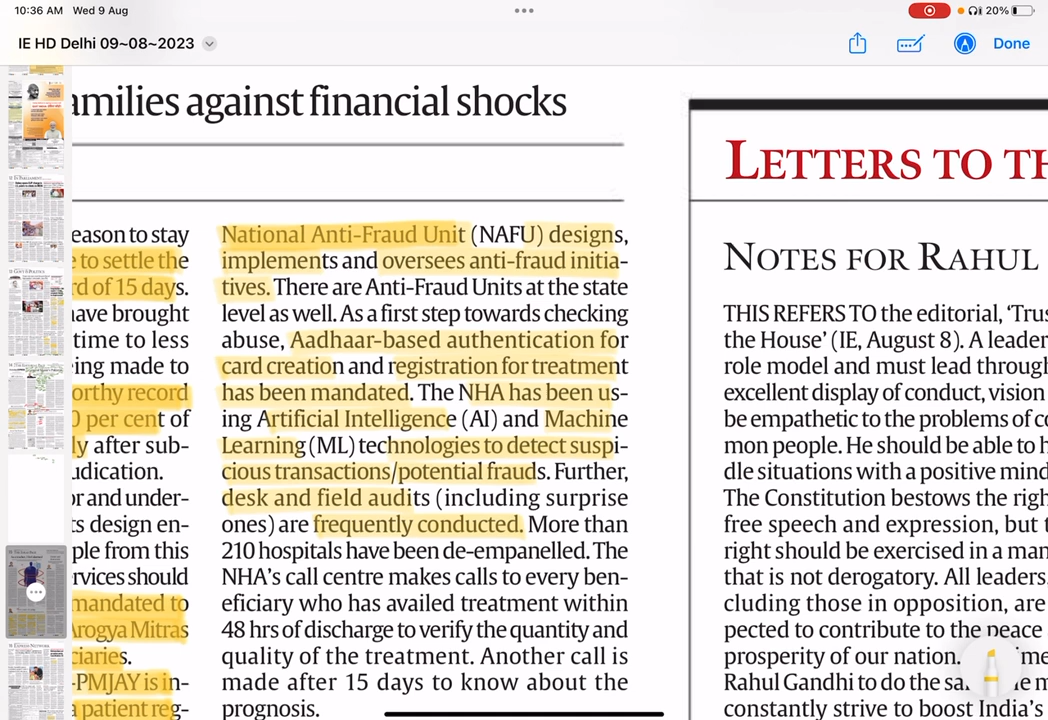 10:36 AM Wed 9 Aug
20%
IE HD Delhi 09~08~2023
Done
amilies against financial shocks
eason to stay
e to settle the
rd of 15 days.
have brought
time to less
ing made to
orthy record
0 per cent of
ly after sub-
udication.
or and under-
ts design en-
ple from this
rvices should
mandated to
Arogya Mitras
ciaries.
-PMJAY is in-
a patient reg-
National Anti-Fraud Unit (NAFU) designs,
implements and oversees anti-fraud initia-
tives. There are Anti-Fraud Units at the state
level as well. As a first step towards checking
abuse, Aadhaar-based authentication for
card creation and registration for treatment
has been mandated. The NHA has been us-
ing Artificial Intelligence (AI) and Machine
Learning (ML) technologies to detect suspi-
cious transactions/potential frauds. Further,
desk and field audits (including surprise
ones) are frequently conducted. More than
210 hospitals have been de-empanelled. The
NHA's call centre makes calls to every ben-
eficiary who has availed treatment within
48 hrs of discharge to verify the quantity and
quality of the treatment. Another call is
made after 15 days to know about the
prognosis.
LETTERS TO TH
NOTES FOR RAHUL
THIS REFERS TO the editorial, 'Trus
the House' (IE, August 8). A leader
role model and must lead through
excellent display of conduct, vision
be empathetic to the problems of co
mon people. He should be able to h
dle situations with a positive mind
The Constitution bestows the righ
free speech and expression, but t
right should be exercised in a man
that is not derogatory. All leaders,
cluding those in opposition, are
pected to contribute to the peace
prosperity of our nation. ime
Rahul Gandhi to do the sa e m
constantly strive to boost India's